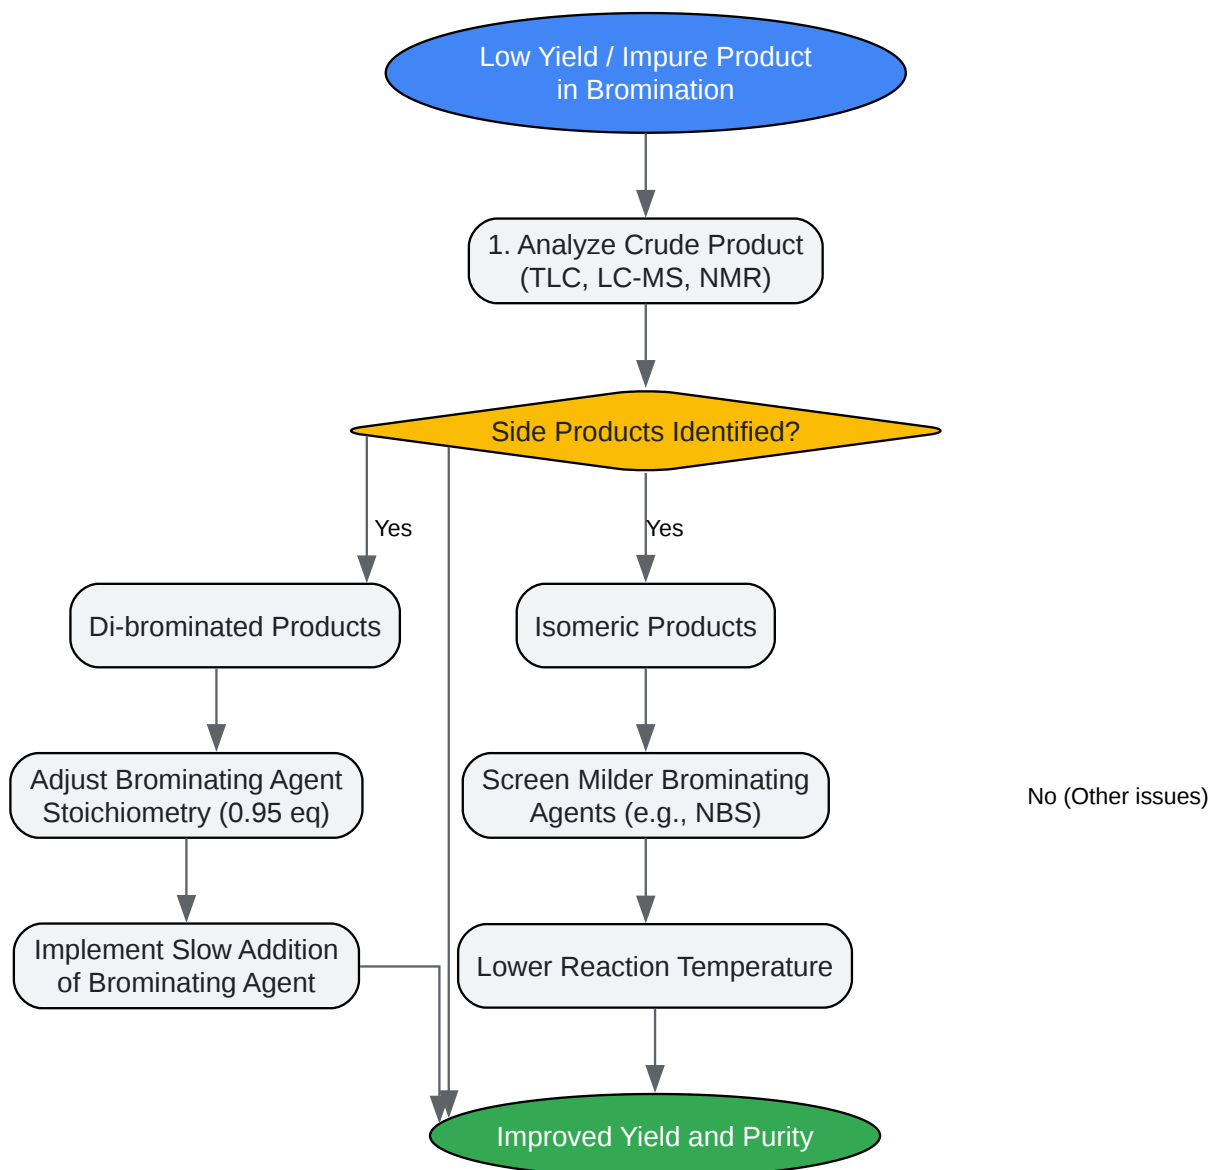 Low Yield / Impure Product
in Bromination
1. Analyze Crude Product
(TLC, LC-MS, NMR)
Side Products Identified?
Yes
Yes
Di-brominated Products
Isomeric Products
Adjust Brominating Agent
Stoichiometry (0.95 eq)
Screen Milder Brominating
Agents (e.g., NBS)
No (Other issues)
Implement Slow Addition
of Brominating Agent
Lower Reaction Temperature
Improved Yield and Purity